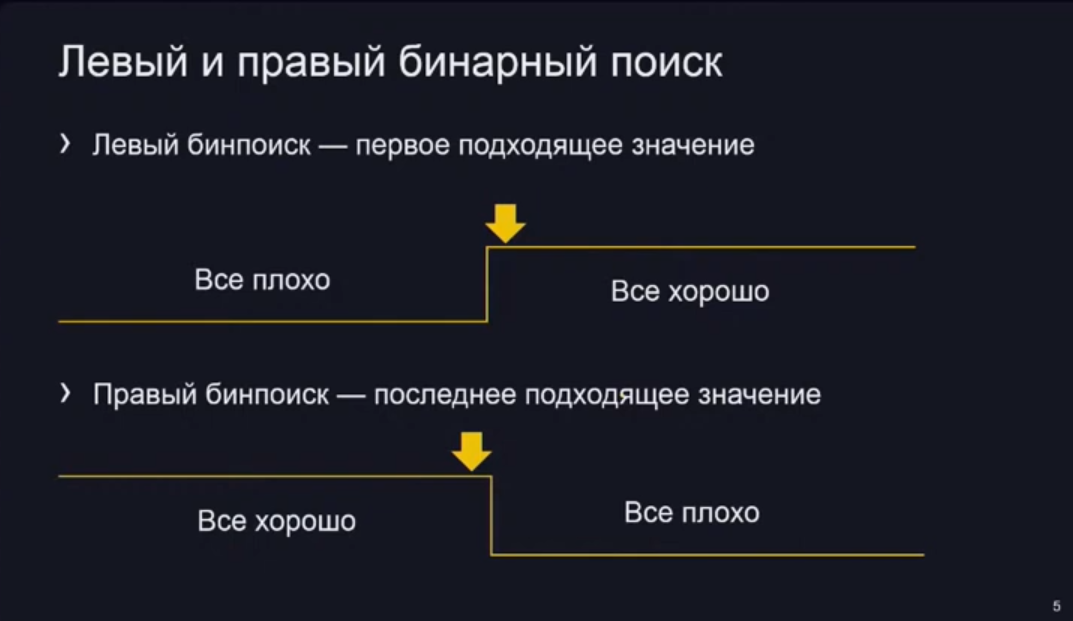 Левый и правый бинарный поиск
› Левый бинпоиск — первое подходящее значение
Все плохо
Все хорошо
› Правый бинпоиск — последнее подходящее значение
Все хорошо
Все плохо
5